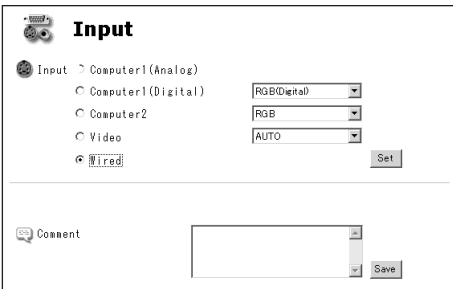 Input
Input Computer1(Analog)
Computer1(Digital) RGB(Digital)
Computer2 RGB
Video AUTO
Wired Set
Comment
Save